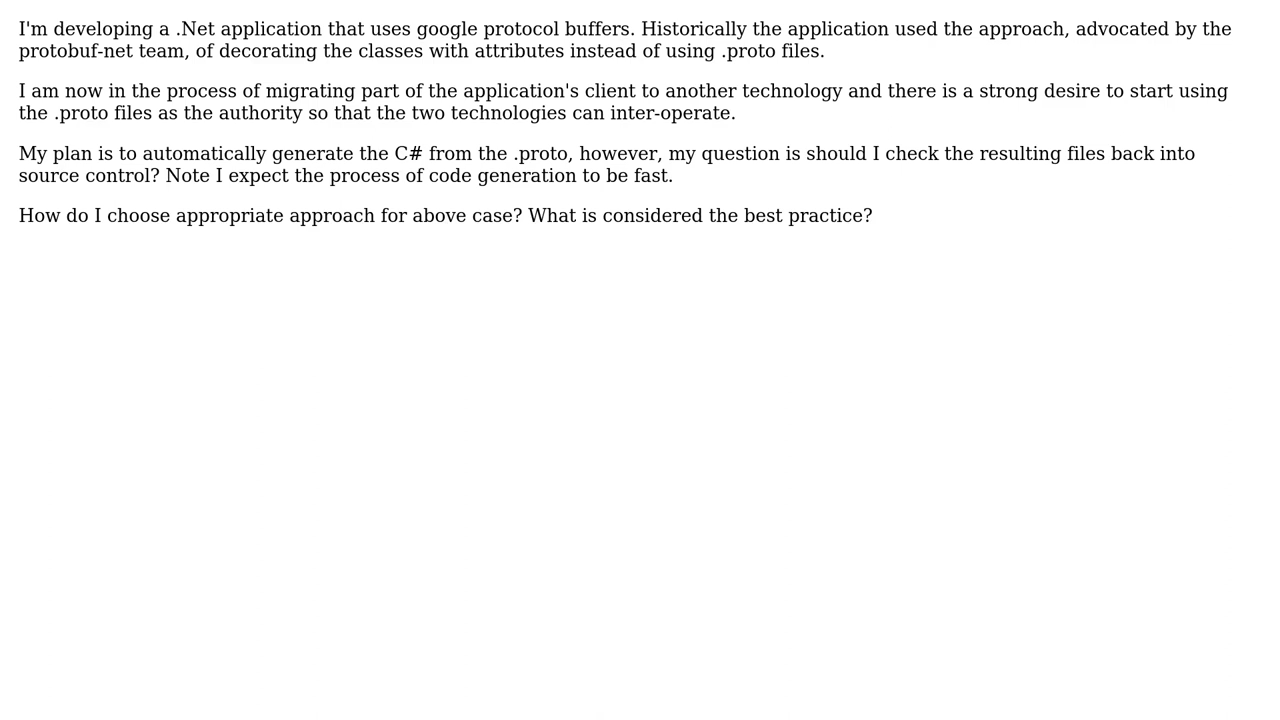 I'm developing a .Net application that uses google protocol buffers. Historically the application used the approach, advocated by the
protobuf-net team, of decorating the classes with attributes instead of using .proto files.
I am now in the process of migrating part of the application's client to another technology and there is a strong desire to start using
the .proto files as the authority so that the two technologies can inter-operate.
My plan is to automatically generate the C# from the .proto, however, my question is should I check the resulting files back into
source control? Note I expect the process of code generation to be fast.
How do I choose appropriate approach for above case? What is considered the best practice?